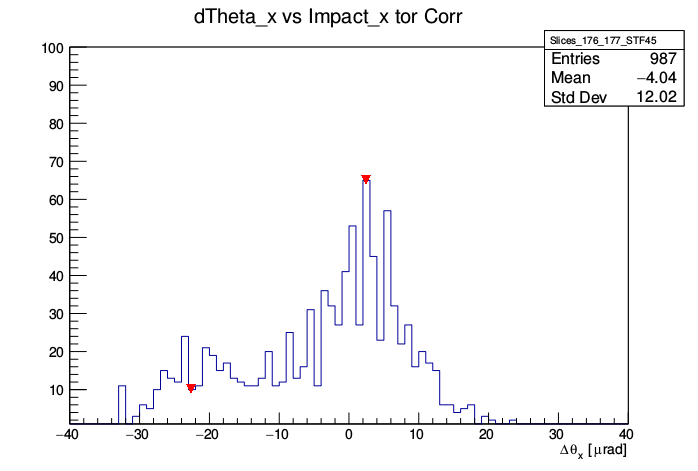 dTheta_x vs Impact_x tor Corr
Slices_176_177_STF45
Entries 987
Mean −4.04
Std Dev 12.02
100
90
80
70
60
50
40
30
20
10
−40 −30 −20 −10 0 10 20 30 40
Δθx [μrad]